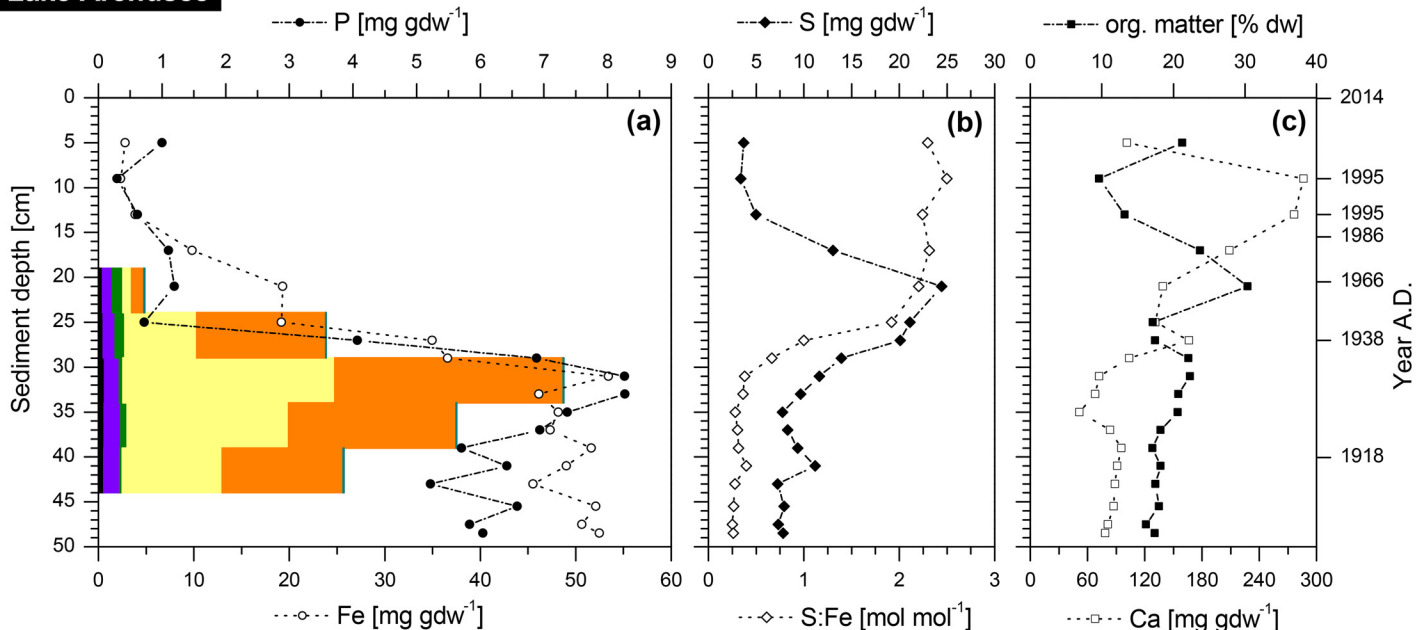 Lake Arendsee
P [mg gdw⁻¹]
S [mg gdw⁻¹]
org. matter [% dw]
0 1 2 3 4 5 6 7 8 9
0 5 10 15 20 25 30
0 10 20 30 40
(a)
(b)
(c)
Sediment depth [cm]
0
5
10
15
20
25
30
35
40
45
50
2014
1995
1995
1986
1966
1938
1918
Year A.D.
0 10 20 30 40 50 60
0 1 2 3
0 60 120 180 240 300
Fe [mg gdw⁻¹]
S:Fe [mol mol⁻¹]
Ca [mg gdw⁻¹]